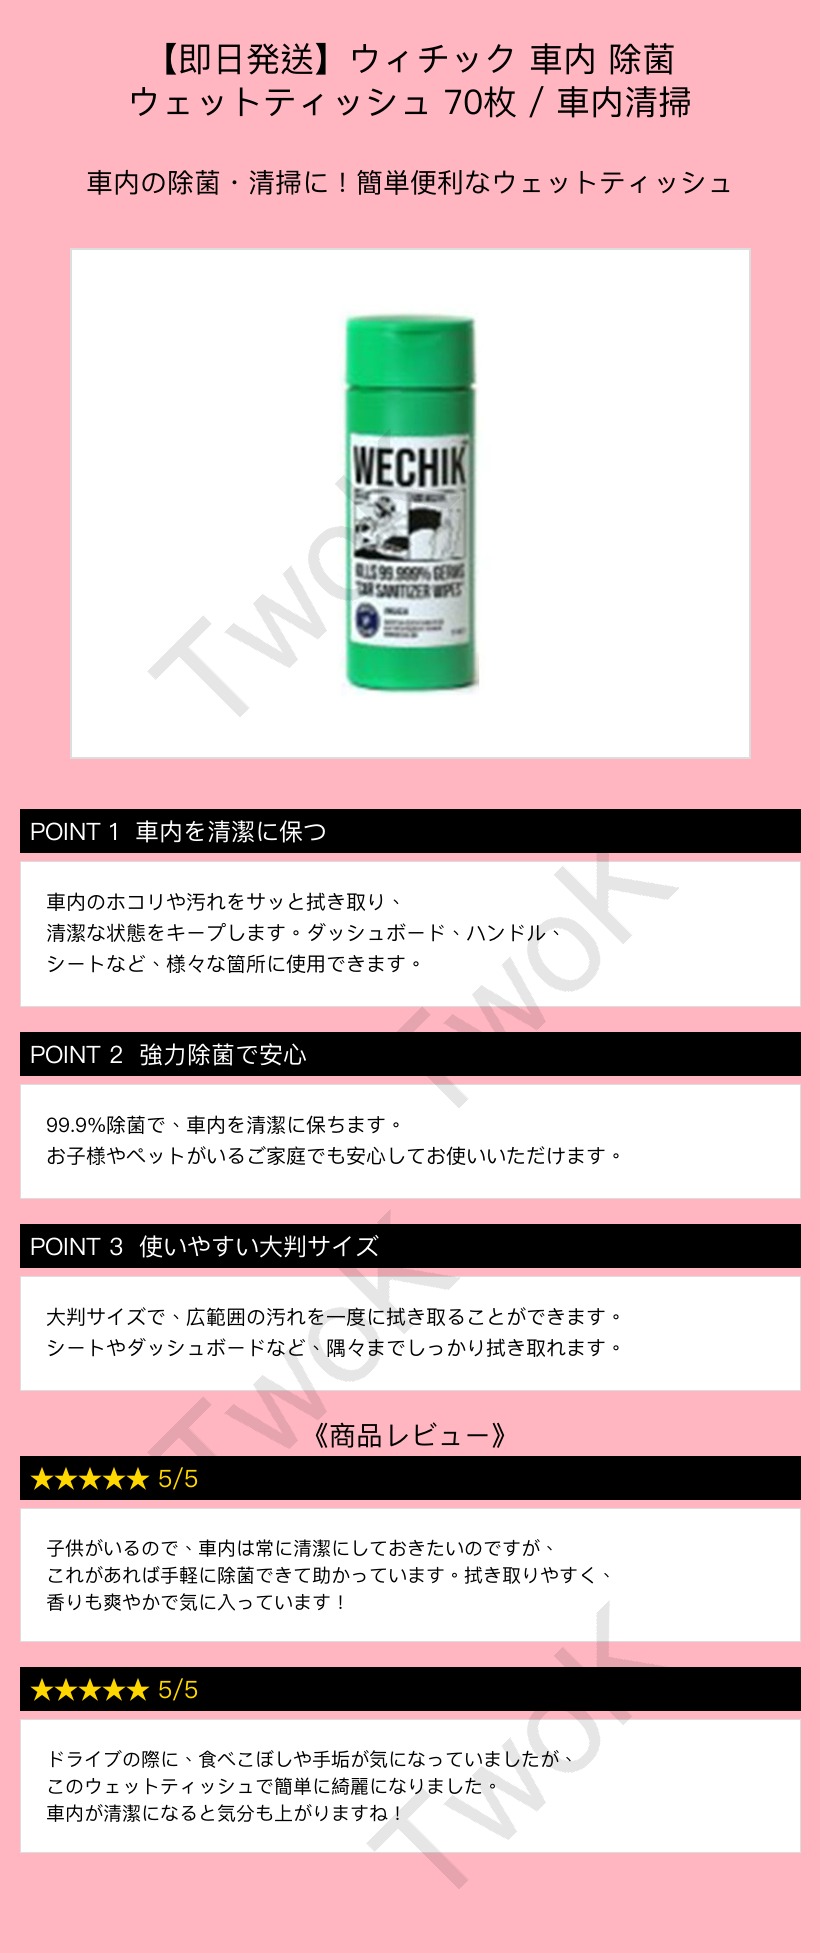 【即日発送】ウィチック 車内 除菌
ウェットティッシュ 70枚 / 車内清掃
車内の除菌・清掃に！簡単便利なウェットティッシュ
WECHIK
KILLS 99.999% GERMS
"CAR SANITIZER WIPES"
TwoK
POINT 1 車内を清潔に保つ
車内のホコリや汚れをサッと拭き取り、
清潔な状態をキープします。ダッシュボード、ハンドル、
シートなど、様々な箇所に使用できます。
TwoK
POINT 2 強力除菌で安心
99.9%除菌で、車内を清潔に保ちます。
お子様やペットがいるご家庭でも安心してお使いいただけます。
POINT 3 使いやすい大判サイズ
大判サイズで、広範囲の汚れを一度に拭き取ることができます。
シートやダッシュボードなど、隅々までしっかり拭き取れます。
TwoK
《商品レビュー》
★★★★★ 5/5
子供がいるので、車内は常に清潔にしておきたいのですが、
これがあれば手軽に除菌できて助かっています。拭き取りやすく、
香りも爽やかで気に入っています！
★★★★★ 5/5
ドライブの際に、食べこぼしや手垢が気になっていましたが、
このウェットティッシュで簡単に綺麗になりました。
車内が清潔になると気分も上がりますね！
TwoK